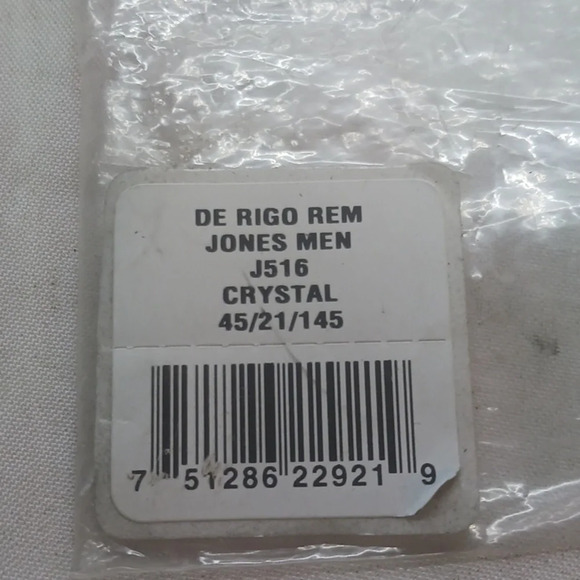 DE RIGO REM
JONES MEN
J516
CRYSTAL
45/21/145
7 51286 22921 9